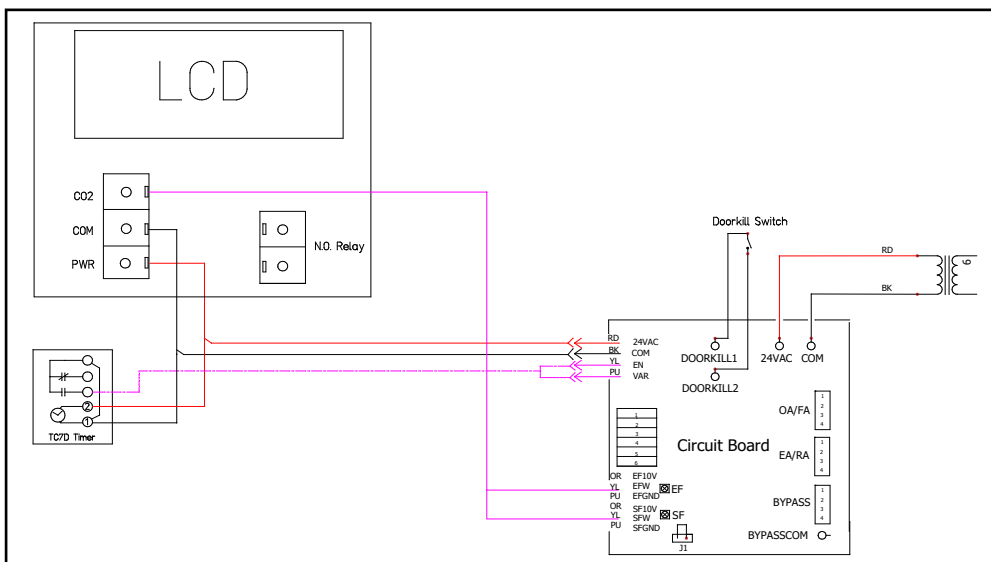 LCD
CO2
COM
PWR
N.O. Relay
2
1
TC7D Timer
Doorkill Switch
RD
BK
6
RD 24VAC
BK COM
YL EN
PU VAR
DOORKILL1
24VAC
COM
DOORKILL2
1
2
3
4
5
6
Circuit Board
OA/FA
1
2
3
4
EA/RA
1
2
3
4
BYPASS
1
2
3
4
BYPASSCOM
OR EF10V
YL EFW
PU EFGND
EF
OR SF10V
YL SFW
PU SFGND
SF
J1